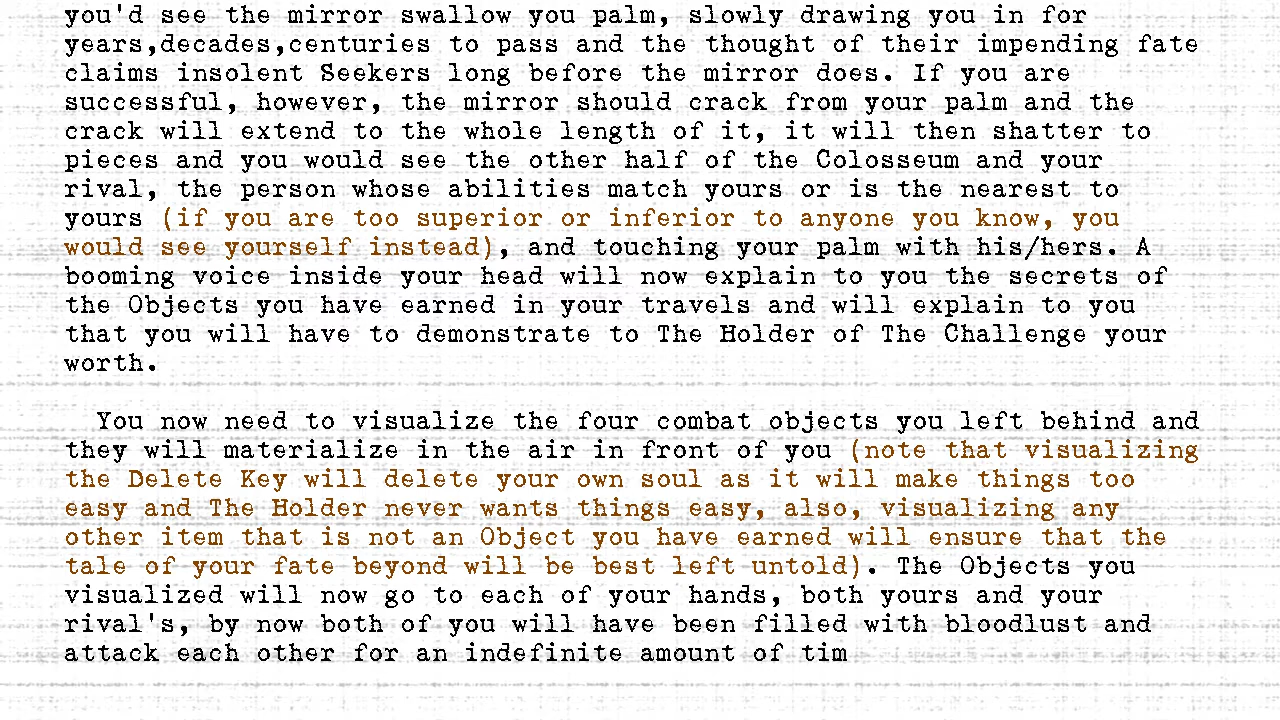 you'd see the mirror swallow you palm, slowly drawing you in for
years,decades,centuries to pass and the thought of their impending fate
claims insolent Seekers long before the mirror does. If you are
successful, however, the mirror should crack from your palm and the
crack will extend to the whole length of it, it will then shatter to
pieces and you would see the other half of the Colosseum and your
rival, the person whose abilities match yours or is the nearest to
yours (if you are too superior or inferior to anyone you know, you
would see yourself instead), and touching your palm with his/hers. A
booming voice inside your head will now explain to you the secrets of
the Objects you have earned in your travels and will explain to you
that you will have to demonstrate to The Holder of The Challenge your
worth.
You now need to visualize the four combat objects you left behind and
they will materialize in the air in front of you (note that visualizing
the Delete Key will delete your own soul as it will make things too
easy and The Holder never wants things easy, also, visualizing any
other item that is not an Object you have earned will ensure that the
tale of your fate beyond will be best left untold). The Objects you
visualized will now go to each of your hands, both yours and your
rival's, by now both of you will have been filled with bloodlust and
attack each other for an indefinite amount of tim